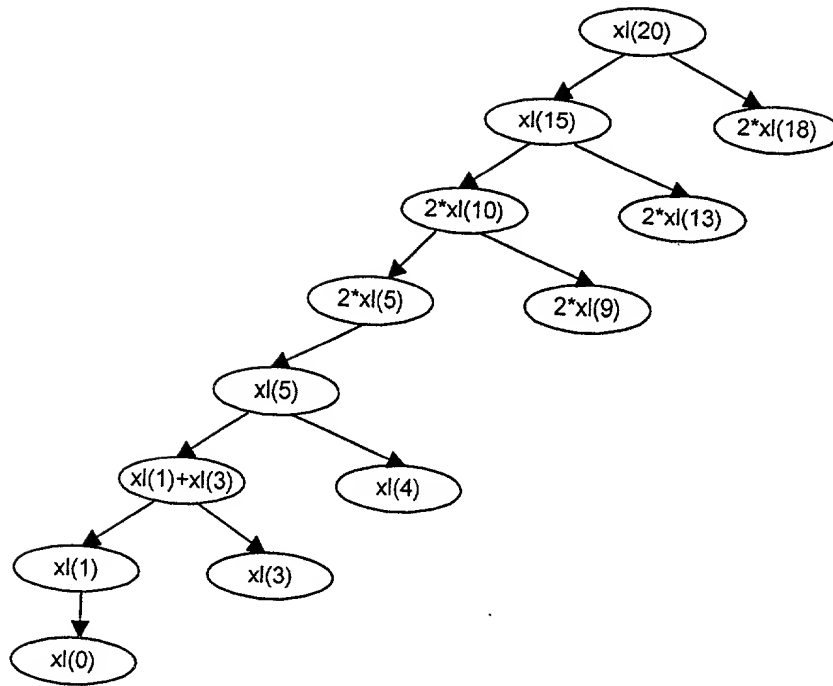 xl(20)
xl(15)
2*xl(18)
2*xl(10)
2*xl(13)
2*xl(5)
2*xl(9)
xl(5)
xl(1)+xl(3)
xl(4)
xl(1)
xl(3)
xl(0)